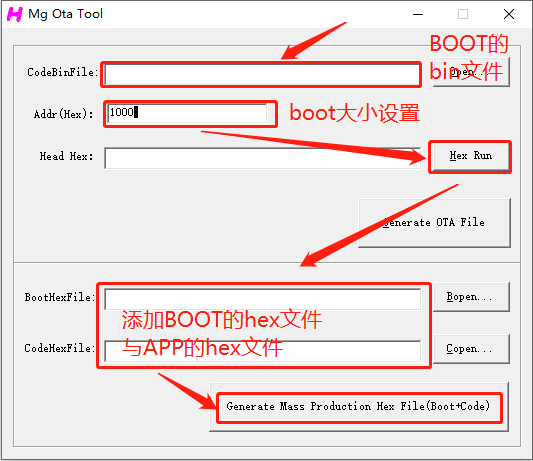 Mg Ota Tool
BOOT的
bin文件
CodeBinFile:
Open...
Addr(Hex):
1000
boot大小设置
Head Hex:
Hex Run
Generate OTA File
BootHexFile:
Bopen...
添加BOOT的hex文件
与APP的hex文件
CodeHexFile:
Copen...
Generate Mass Production Hex File(Boot+Code)